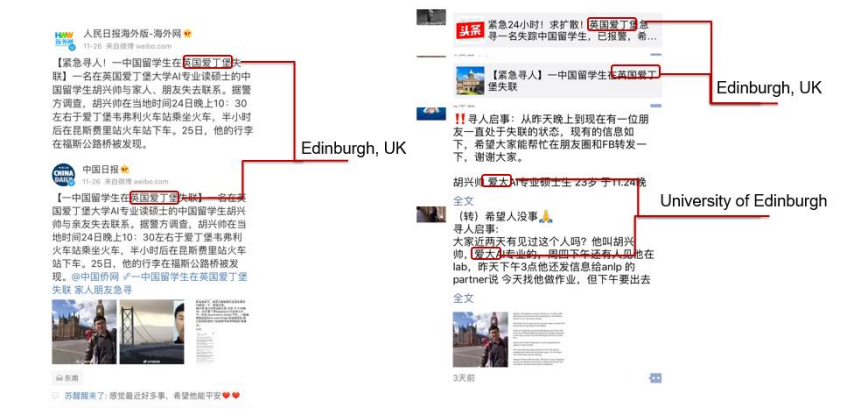 人民日报海外版-海外网
11-26 来自微博 weibo.com
【紧急寻人！一中国留学生在英国爱丁堡失
联】一名在英国爱丁堡大学AI专业读硕士的中
国留学生胡兴帅与家人、朋友失去联系。据警
方调查，胡兴帅在当地时间24日晚上10：30
左右于爱丁堡韦弗利火车站乘坐火车，半小时
后在昆斯费里站火车站下车。25日，他的行李
在福斯公路桥被发现。
Edinburgh, UK
CHINA DAILY
中国日报
11-26 来自微博 weibo.com
【一中国留学生在英国爱丁堡失联】一名在英
国爱丁堡大学AI专业读硕士的中国留学生胡兴
帅与亲友失去联系。据警方调查，胡兴帅在当
地时间24日晚上10：30左右于爱丁堡韦弗利
火车站乘坐火车，半小时后在昆斯费里站火车
站下车。25日，他的行李在福斯公路桥被发
现。@中国侨网 一中国留学生在英国爱丁堡
失联 家人朋友急寻
东南
苏醒醒来了: 感觉最近好多事，希望他能平安
头条
紧急24小时！求扩散！英国爱丁堡急
寻一名失踪中国留学生，已报警，希...
【紧急寻人】一中国留学生在英国爱丁
堡失联
Edinburgh, UK
!!寻人启事：从昨天晚上到现在有一位朋
友一直处于失联的状态，现有的信息如
下，希望大家能帮忙在朋友圈和FB转发一
下，谢谢大家。
胡兴帅 爱大AI专业硕士生 23岁 于11.24晚
全文
University of Edinburgh
（转）希望人没事🙏
寻人启事:
大家近两天有见过这个人吗？他叫胡兴
帅，爱大AI专业的，周四下午还有人见他在
lab，昨天下午3点他还发信息给anlp 的
partner说 今天找他做作业，但下午要出去
全文
3天前